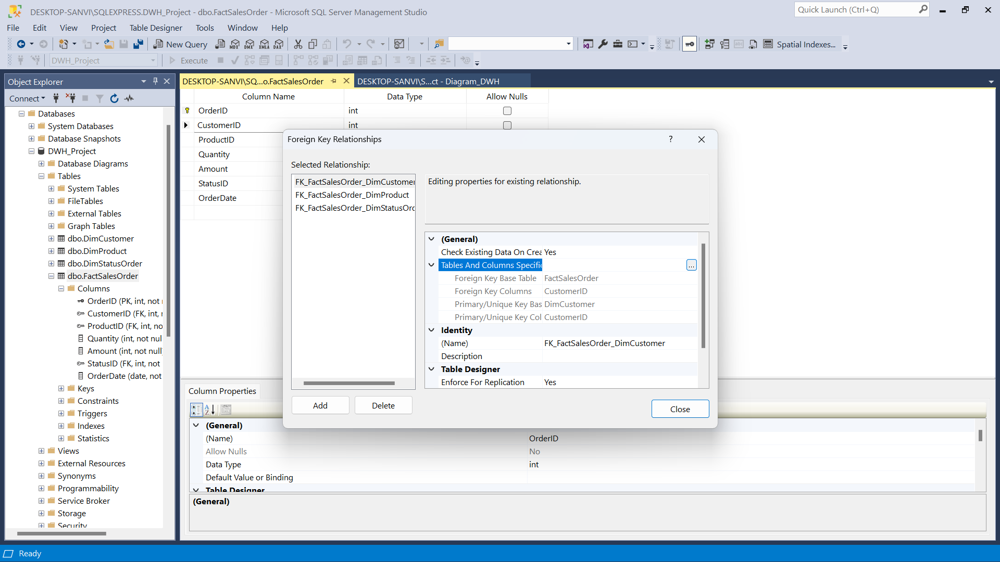 DESKTOP-SANVI\SQLEXPRESS.DWH_Project - dbo.FactSalesOrder - Microsoft SQL Server Management Studio
Quick Launch (Ctrl+Q)
File Edit View Project Table Designer Tools Window Help
New Query MDX DMX XMLA DAX Spatial Indexes...
DWH_Project Execute
Object Explorer
Connect
Databases
System Databases
Database Snapshots
DWH_Project
Database Diagrams
Tables
System Tables
FileTables
External Tables
Graph Tables
dbo.DimCustomer
dbo.DimProduct
dbo.DimStatusOrder
dbo.FactSalesOrder
Columns
OrderID (PK, int, not
CustomerID (FK, int,
ProductID (FK, int, no
Quantity (int, not nul
Amount (int, not null
StatusID (FK, int, not
OrderDate (date, not
Keys
Constraints
Triggers
Indexes
Statistics
Views
External Resources
Synonyms
Programmability
Service Broker
Storage
Security
DESKTOP-SANVI\SQ...o.FactSalesOrder
DESKTOP-SANVI\S...ct - Diagram_DWH
Column Name Data Type Allow Nulls
OrderID int
CustomerID int
ProductID
Quantity
Amount
StatusID
OrderDate
Foreign Key Relationships
?
Selected Relationship:
FK_FactSalesOrder_DimCustomer
FK_FactSalesOrder_DimProduct
FK_FactSalesOrder_DimStatusOrd
Add
Delete
Editing properties for existing relationship.
(General)
Check Existing Data On Crea Yes
Tables And Columns Specific ...
Foreign Key Base Table FactSalesOrder
Foreign Key Columns CustomerID
Primary/Unique Key Bas DimCustomer
Primary/Unique Key Col CustomerID
Identity
(Name) FK_FactSalesOrder_DimCustomer
Description
Table Designer
Enforce For Replication Yes
Close
Column Properties
(General)
(Name) OrderID
Allow Nulls No
Data Type int
Default Value or Binding
Table Designer
(General)
Ready